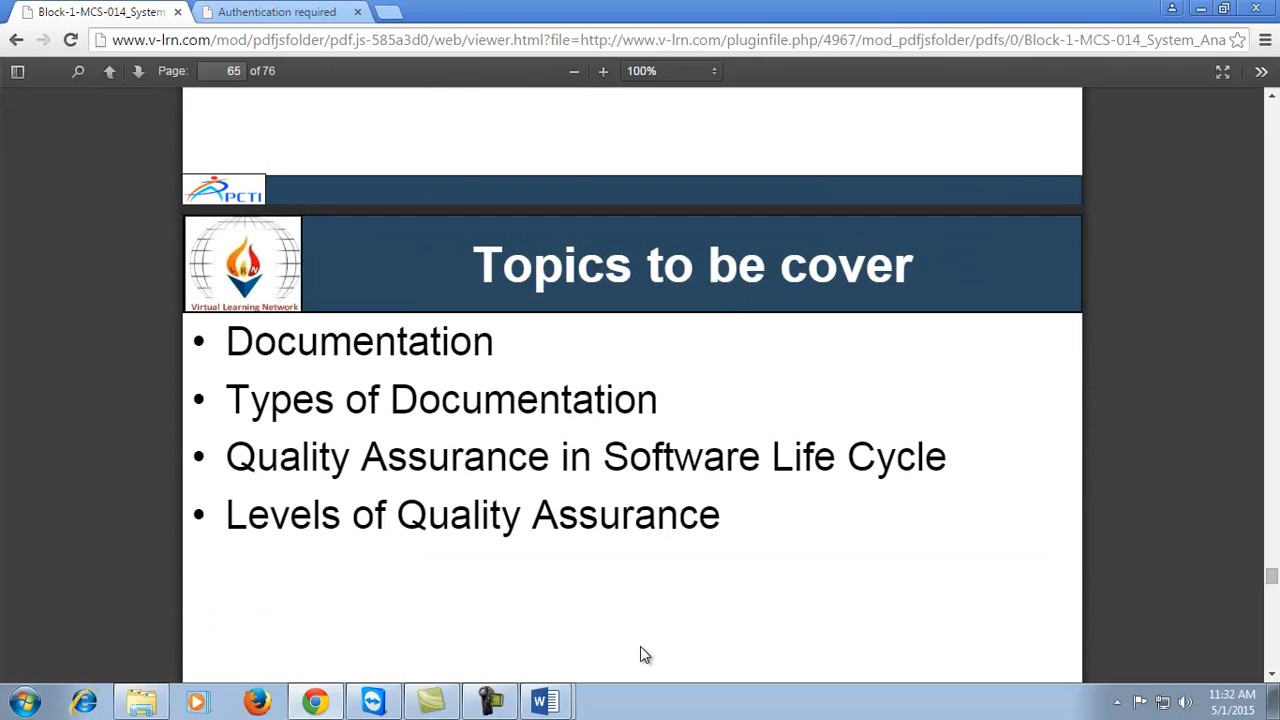 Block-1-MCS-014_System
Authentication required
www.v-lrn.com/mod/pdfjsfolder/pdf.js-585a3d0/web/viewer.html?file=http://www.v-lrn.com/pluginfile.php/4967/mod_pdfjsfolder/pdfs/0/Block-1-MCS-014_System_Ana
Page: 65 of 76
100%
PCTI
LRN
Virtual Learning Network
Topics to be cover
• Documentation
• Types of Documentation
• Quality Assurance in Software Life Cycle
• Levels of Quality Assurance
11:32 AM
5/1/2015